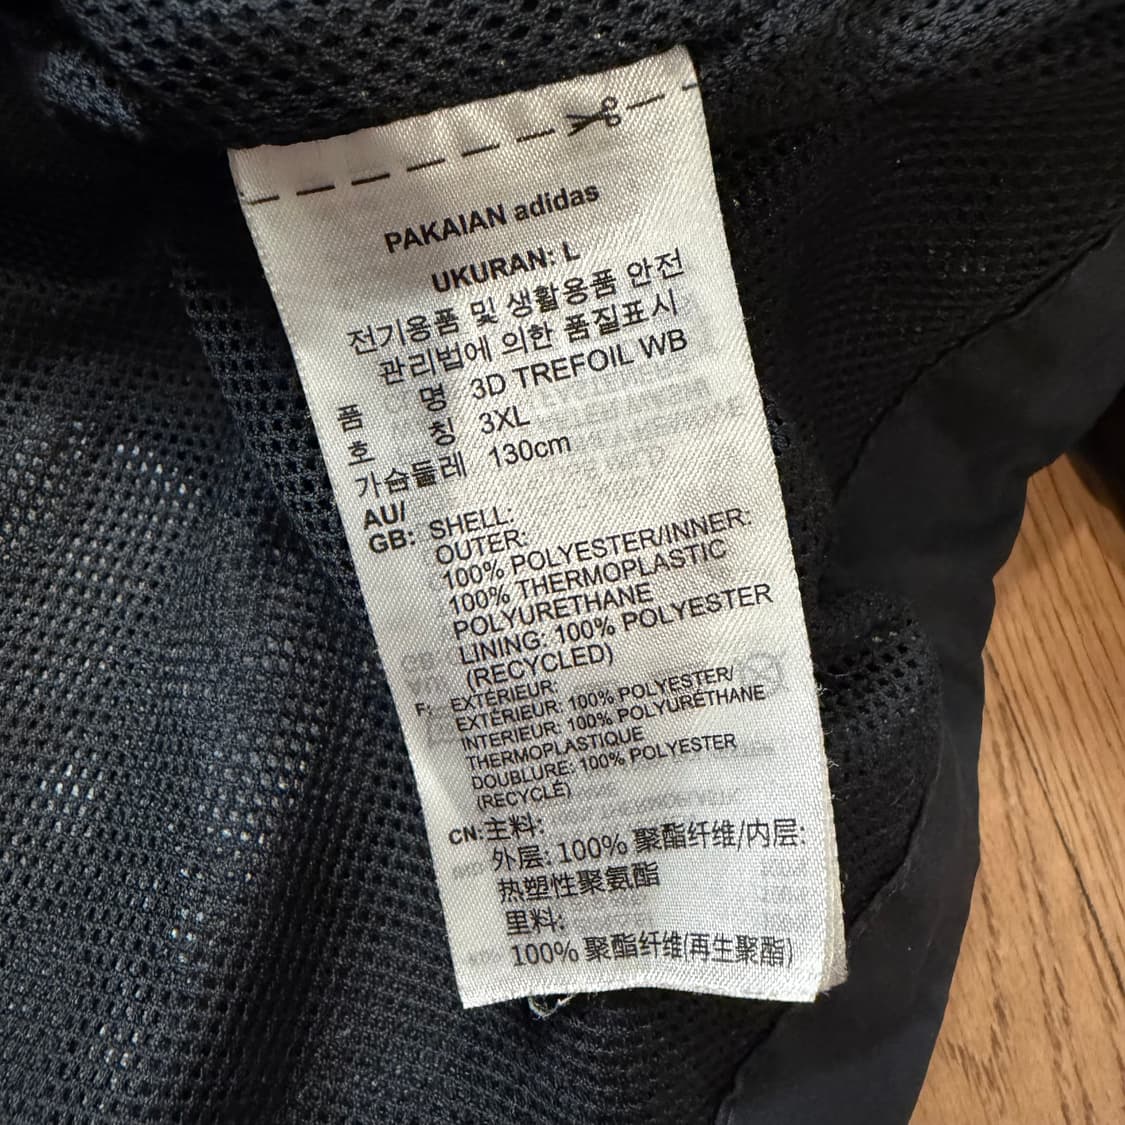 PAKAIAN adidas
UKURAN: L
전기용품 및 생활용품 안전
관리법에 의한 품질표시
품 명 3D TREFOIL WB
호 칭 3XL
가슴둘레 130cm
AU/
GB: SHELL:
OUTER:
100% POLYESTER/INNER:
100% THERMOPLASTIC
POLYURETHANE
LINING: 100% POLYESTER
(RECYCLED)
F: EXTÉRIEUR:
EXTÉRIEUR: 100% POLYESTER/
INTERIEUR: 100% POLYURÉTHANE
THERMOPLASTIQUE
DOUBLURE: 100% POLYESTER
(RECYCLÉ)
CN: 主料:
外层: 100% 聚酯纤维/内层:
热塑性聚氨酯
里料:
100% 聚酯纤维(再生聚酯)